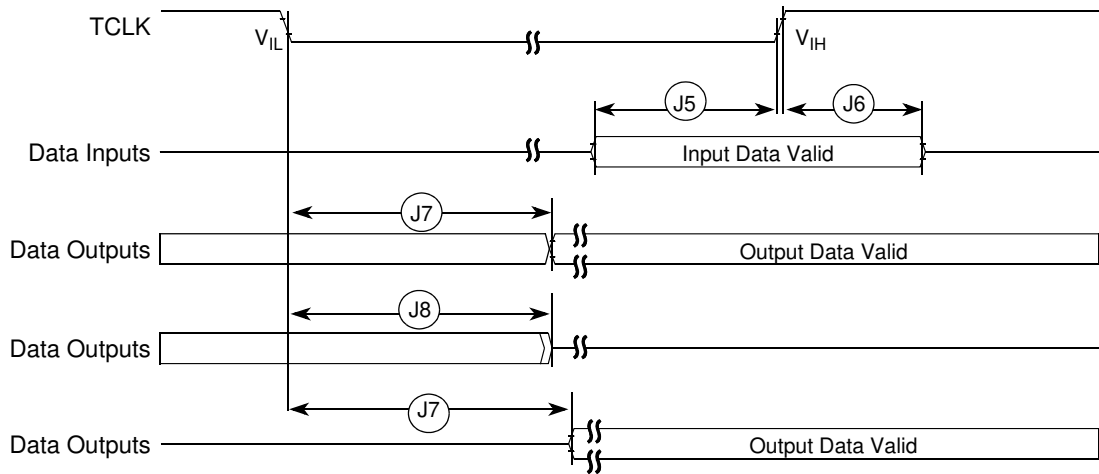 TCLK
VIL
VIH
J5
J6
Data Inputs
Input Data Valid
J7
Data Outputs
Output Data Valid
J8
Data Outputs
J7
Data Outputs
Output Data Valid